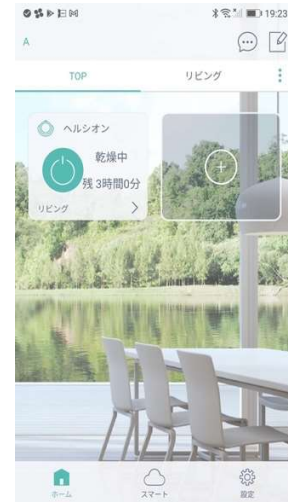 19:23
A
TOP リビング
ヘルシオン
乾燥中
残 3時間0分
リビング
ホーム スマート 設定